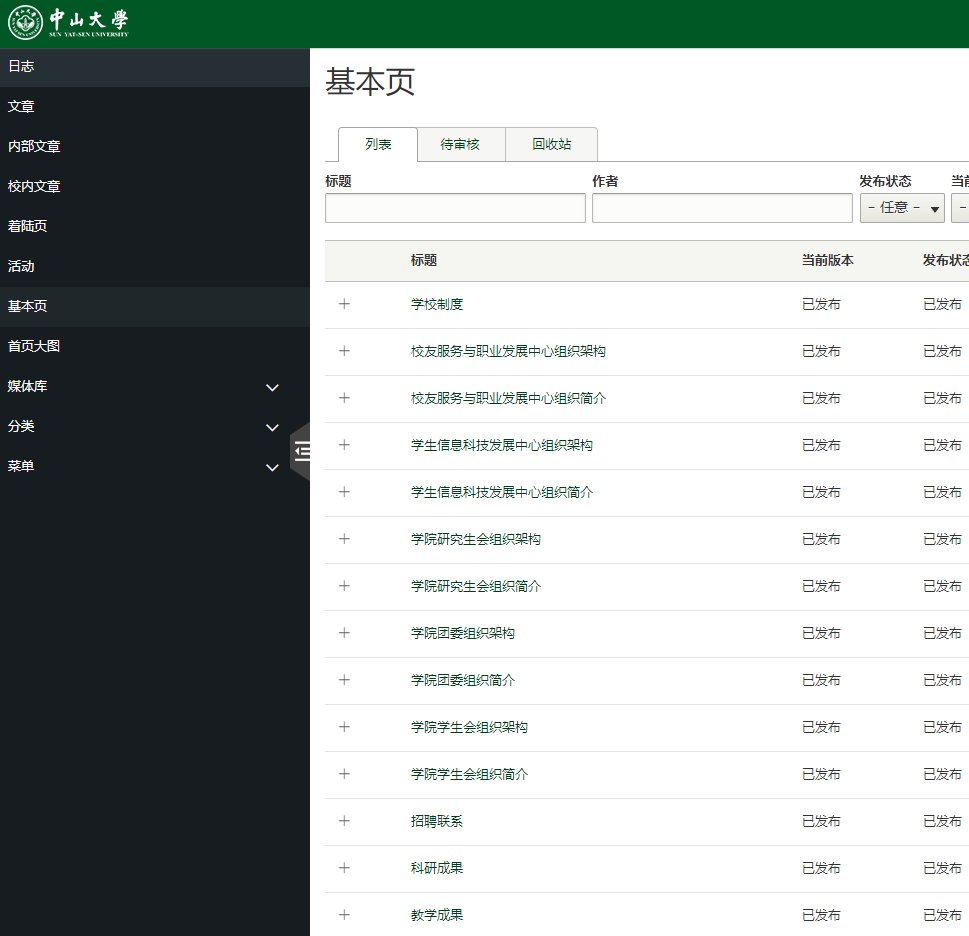 中山大學
SUN YAT-SEN UNIVERSITY
日志
文章
内部文章
校内文章
着陆页
活动
基本页
首页大图
媒体库
分类
菜单
基本页
列表 待审核 回收站
标题 作者 发布状态 当前
- 任意 - -
标题 当前版本 发布状态
学校制度 已发布 已发布
校友服务与职业发展中心组织架构 已发布 已发布
校友服务与职业发展中心组织简介 已发布 已发布
学生信息科技发展中心组织架构 已发布 已发布
学生信息科技发展中心组织简介 已发布 已发布
学院研究生会组织架构 已发布 已发布
学院研究生会组织简介 已发布 已发布
学院团委组织架构 已发布 已发布
学院团委组织简介 已发布 已发布
学院学生会组织架构 已发布 已发布
学院学生会组织简介 已发布 已发布
招聘联系 已发布 已发布
科研成果 已发布 已发布
教学成果 已发布 已发布